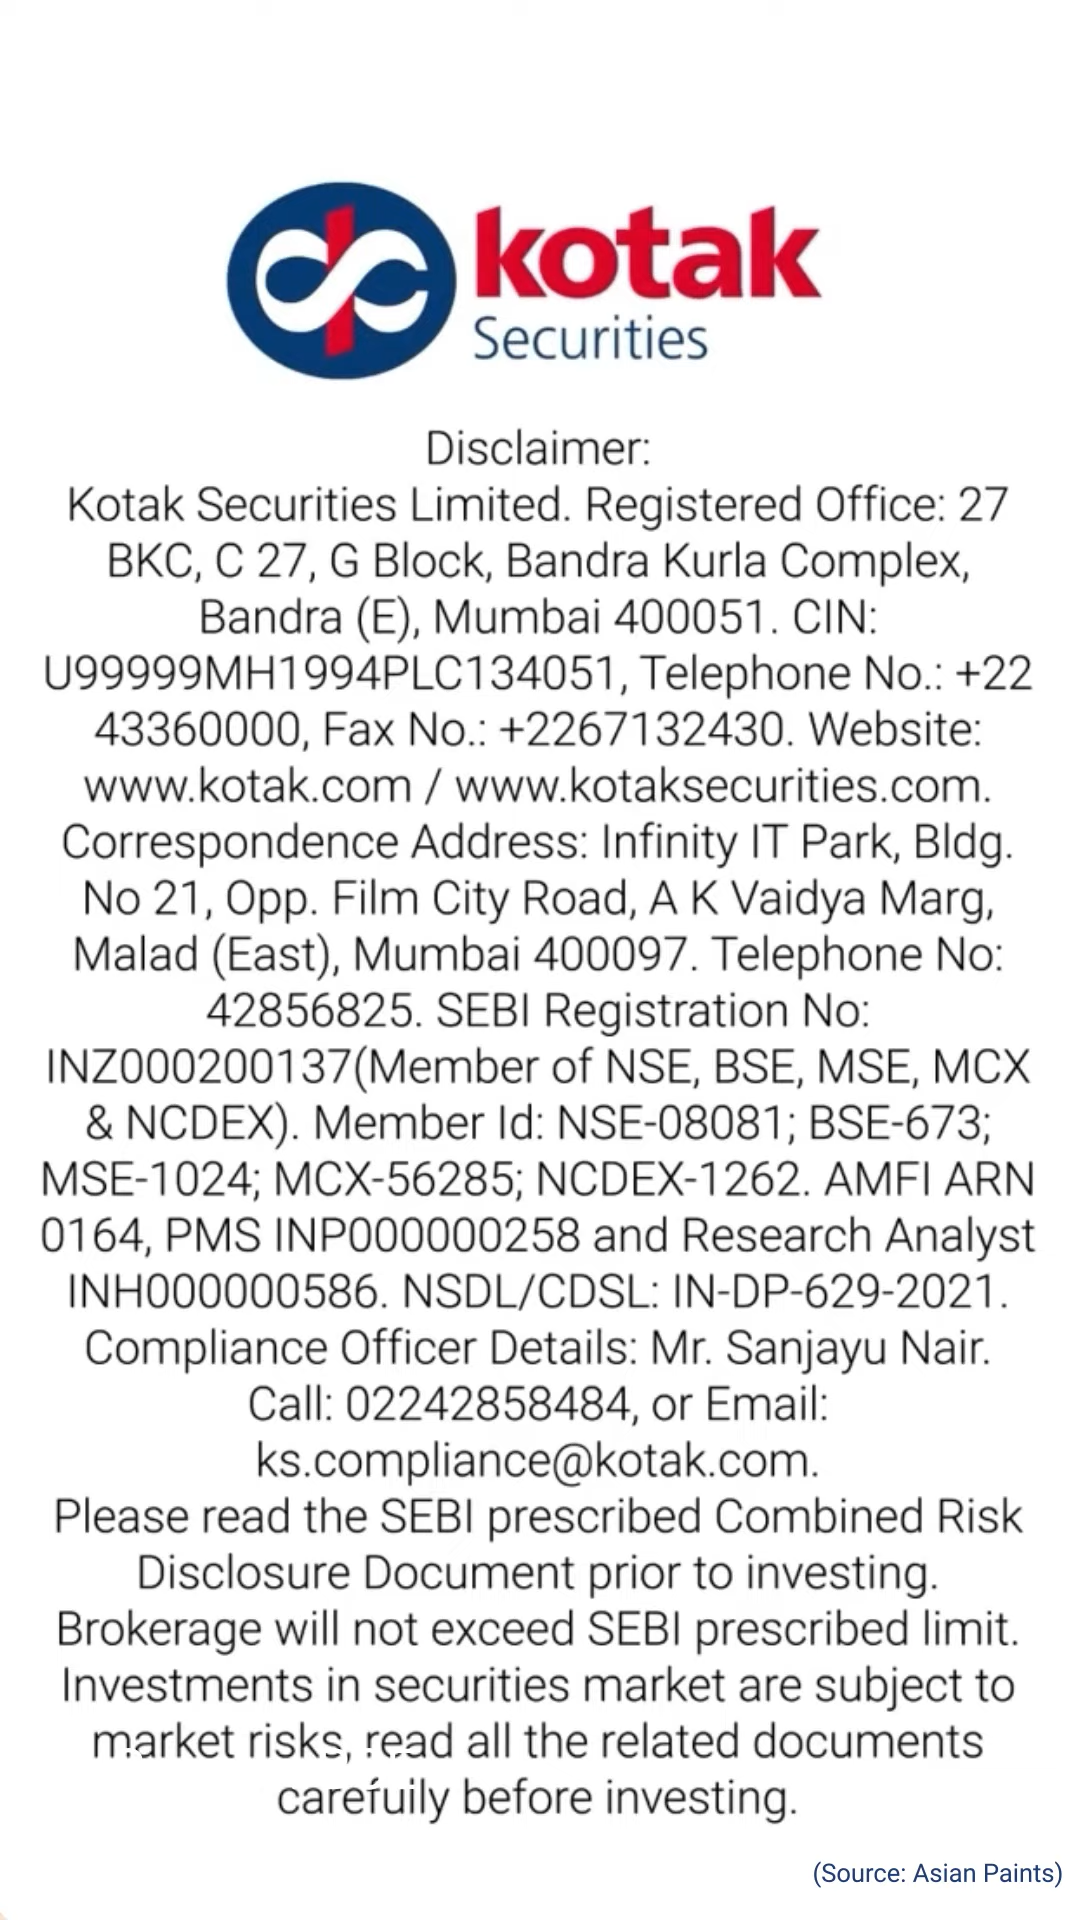 kotak
Securities
Disclaimer:
Kotak Securities Limited. Registered Office: 27
BKC, C 27, G Block, Bandra Kurla Complex,
Bandra (E), Mumbai 400051. CIN:
U99999MH1994PLC134051, Telephone No.: +22
43360000, Fax No.: +2267132430. Website:
www.kotak.com / www.kotaksecurities.com.
Correspondence Address: Infinity IT Park, Bldg.
No 21, Opp. Film City Road, A K Vaidya Marg,
Malad (East), Mumbai 400097. Telephone No:
42856825. SEBI Registration No:
INZ000200137(Member of NSE, BSE, MSE, MCX
& NCDEX). Member Id: NSE-08081; BSE-673;
MSE-1024; MCX-56285; NCDEX-1262. AMFI ARN
0164, PMS INP000000258 and Research Analyst
INH000000586. NSDL/CDSL: IN-DP-629-2021.
Compliance Officer Details: Mr. Sanjayu Nair.
Call: 02242858484, or Email:
ks.compliance@kotak.com.
Please read the SEBI prescribed Combined Risk
Disclosure Document prior to investing.
Brokerage will not exceed SEBI prescribed limit.
Investments in securities market are subject to
market risks, read all the related documents
carefully before investing.
(Source: Asian Paints)